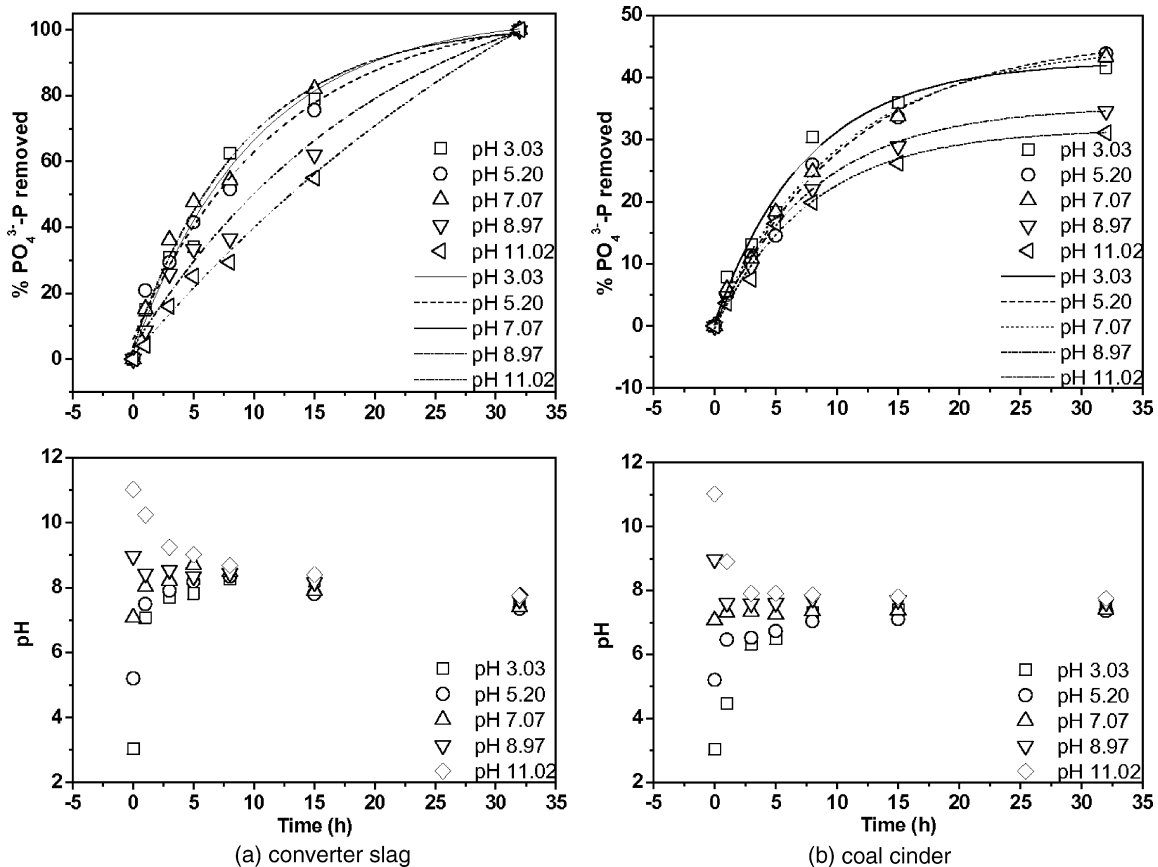 % PO₄³⁻-P removed
100
80
60
40
20
0
-5 0 5 10 15 20 25 30 35
pH 3.03
pH 5.20
pH 7.07
pH 8.97
pH 11.02
pH 3.03
pH 5.20
pH 7.07
pH 8.97
pH 11.02
% PO₄³⁻-P removed
50
40
30
20
10
0
-10
-5 0 5 10 15 20 25 30 35
pH 3.03
pH 5.20
pH 7.07
pH 8.97
pH 11.02
pH 3.03
pH 5.20
pH 7.07
pH 8.97
pH 11.02
pH
12
10
8
6
4
2
-5 0 5 10 15 20 25 30 35
pH 3.03
pH 5.20
pH 7.07
pH 8.97
pH 11.02
Time (h)
(a) converter slag
pH
12
10
8
6
4
2
-5 0 5 10 15 20 25 30 35
pH 3.03
pH 5.20
pH 7.07
pH 8.97
pH 11.02
Time (h)
(b) coal cinder